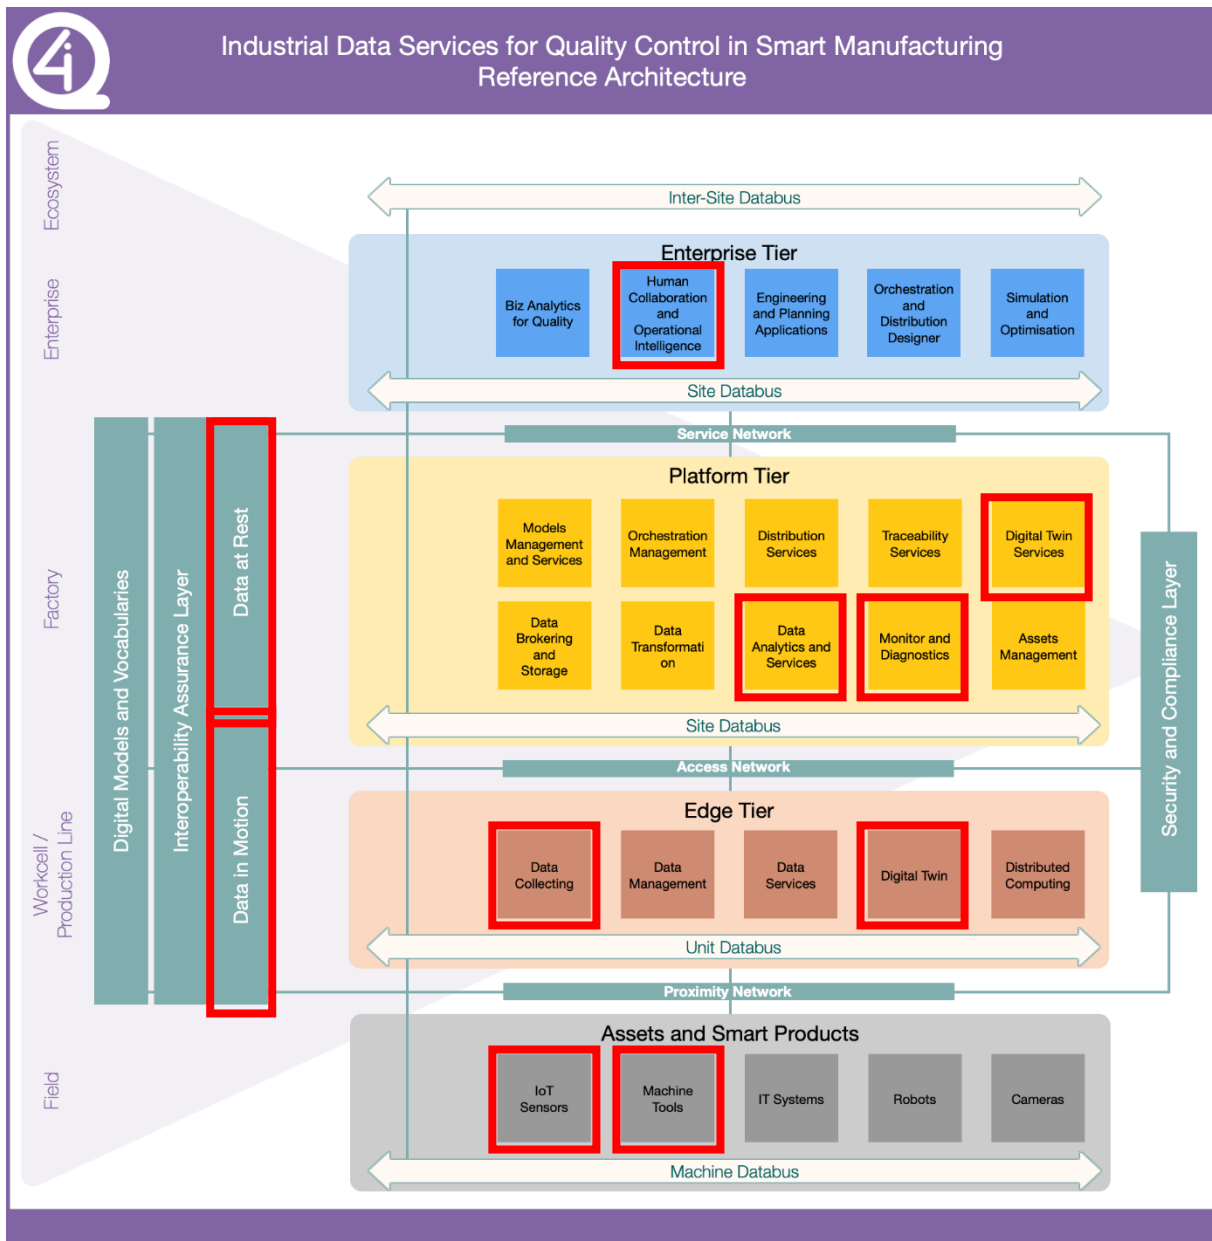 4i
Industrial Data Services for Quality Control in Smart Manufacturing
Reference Architecture
Ecosystem
Inter-Site Databus
Enterprise
Enterprise Tier
Biz Analytics
for Quality
Human
Collaboration
and
Operational
Intelligence
Engineering
and Planning
Applications
Orchestration
and
Distribution
Designer
Simulation
and
Optimisation
Site Databus
Service Network
Factory
Digital Models and Vocabularies
Interoperability Assurance Layer
Data at Rest
Data in Motion
Platform Tier
Models
Management
and Services
Orchestration
Management
Distribution
Services
Traceability
Services
Digital Twin
Services
Data
Brokering
and
Storage
Data
Transformati
on
Data
Analytics and
Services
Monitor and
Diagnostics
Assets
Management
Site Databus
Security and Compliance Layer
Access Network
Workcell /
Production Line
Edge Tier
Data
Collecting
Data
Management
Data
Services
Digital Twin
Distributed
Computing
Unit Databus
Proximity Network
Field
Assets and Smart Products
IoT
Sensors
Machine
Tools
IT Systems
Robots
Cameras
Machine Databus